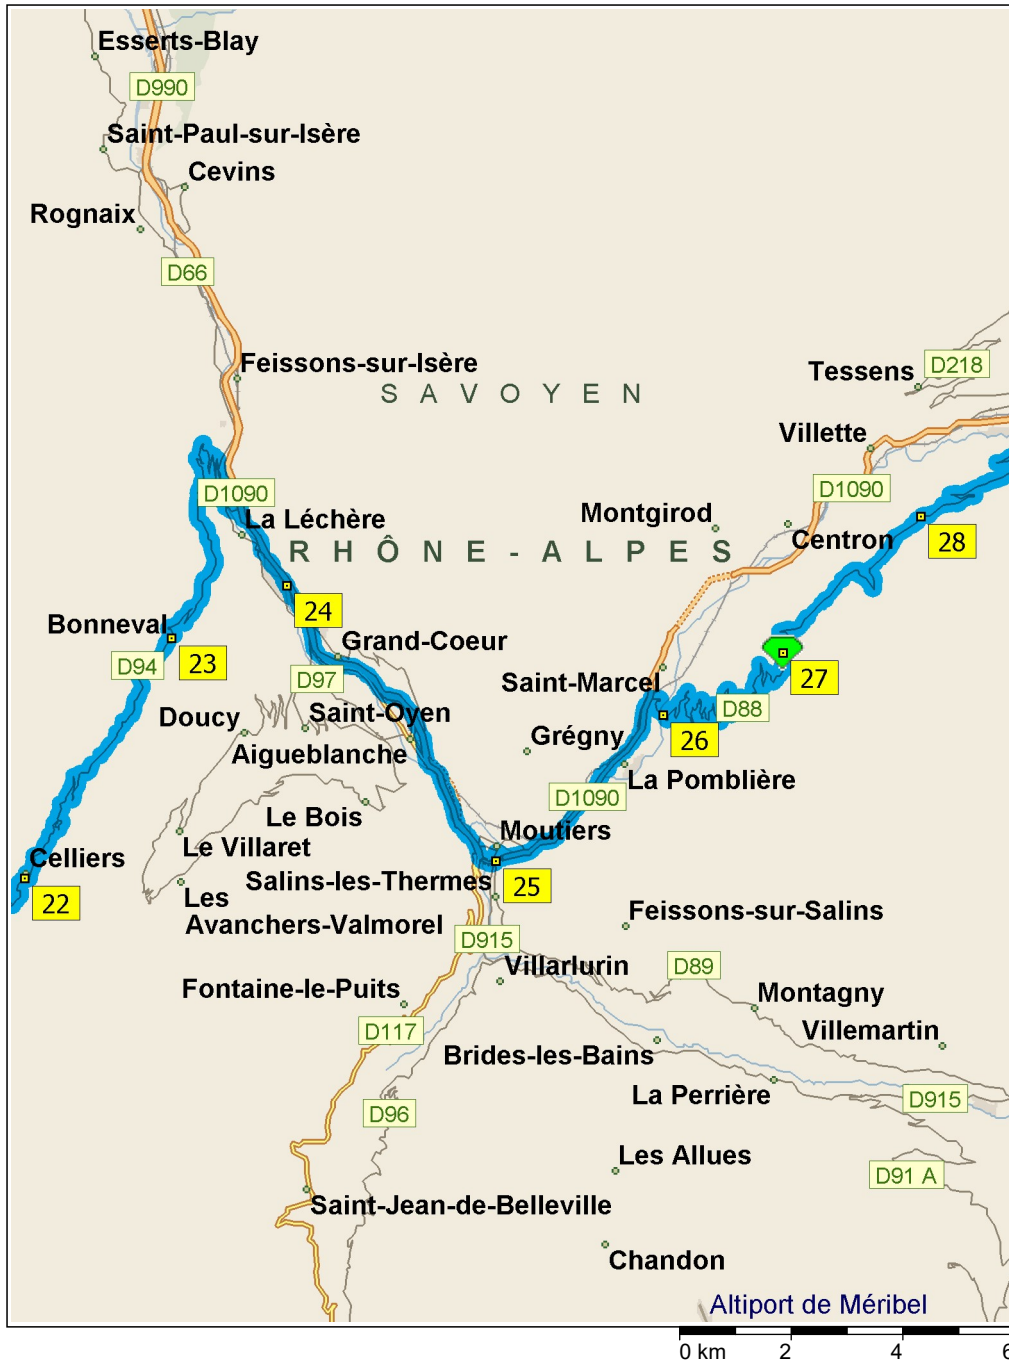 Esserts-Blay
D990
Saint-Paul-sur-Isère
Cevins
Rognaix
D66
Feissons-sur-Isère
SAVOYEN
Tessens
D218
Villette
D1090
D1090
La Léchère
Montgirod
Centron
28
RHÔNE-ALPES
24
Bonneval
23
Grand-Coeur
D94
D97
27
Saint-Marcel
D88
Doucy
Saint-Oyen
26
Grégny
Aigueblanche
La Pomblière
D1090
Le Bois
Moutiers
Le Villaret
Celliers
22
Salins-les-Thermes
25
Les
Avanchers-Valmorel
Feissons-sur-Salins
D915
Villarlurin
D89
Fontaine-le-Puits
Montagny
D117
Villemartin
Brides-les-Bains
La Perrière
D915
D96
Les Allues
D91 A
Saint-Jean-de-Belleville
Chandon
Altiport de Méribel
0 km 2 4 6